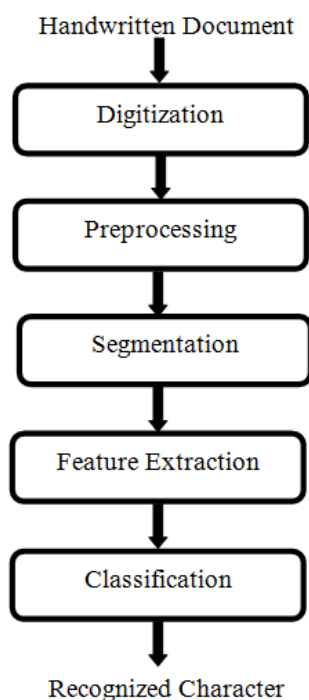 Handwritten Document
Digitization
Preprocessing
Segmentation
Feature Extraction
Classification
Recognized Character